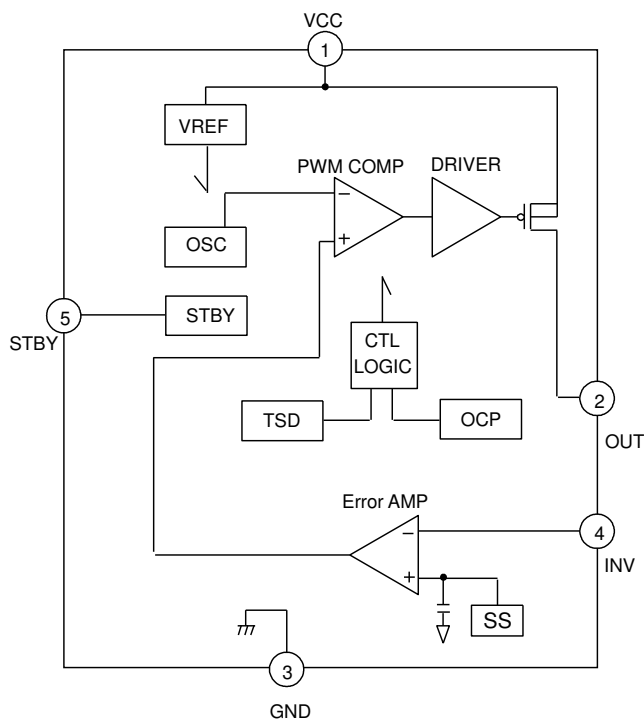 VCC
1
VREF
PWM COMP
DRIVER
−
OSC
+
5
STBY
STBY
CTL
LOGIC
2
TSD
OCP
OUT
Error AMP
−
4
INV
+
SS
3
GND